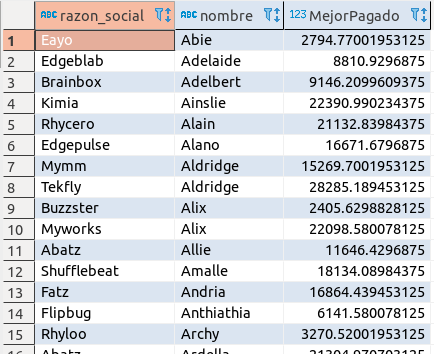 ABC razon_social ABC nombre 123 MejorPagado
1 Eayo Abie 2794.77001953125
2 Edgeblab Adelaide 8810.9296875
3 Brainbox Adelbert 9146.2099609375
4 Kimia Ainslie 22390.990234375
5 Rhycero Alain 21132.83984375
6 Edgepulse Alano 16671.6796875
7 Mymm Aldridge 15269.7001953125
8 Tekfly Aldridge 28285.189453125
9 Buzzster Alix 2405.6298828125
10 Myworks Alix 22098.580078125
11 Abatz Allie 11646.4296875
12 Shufflebeat Amalle 18134.08984375
13 Fatz Andria 16864.439453125
14 Flipbug Anthiathia 6141.580078125
15 Rhyloo Archy 3270.52001953125
Abatz Ardella